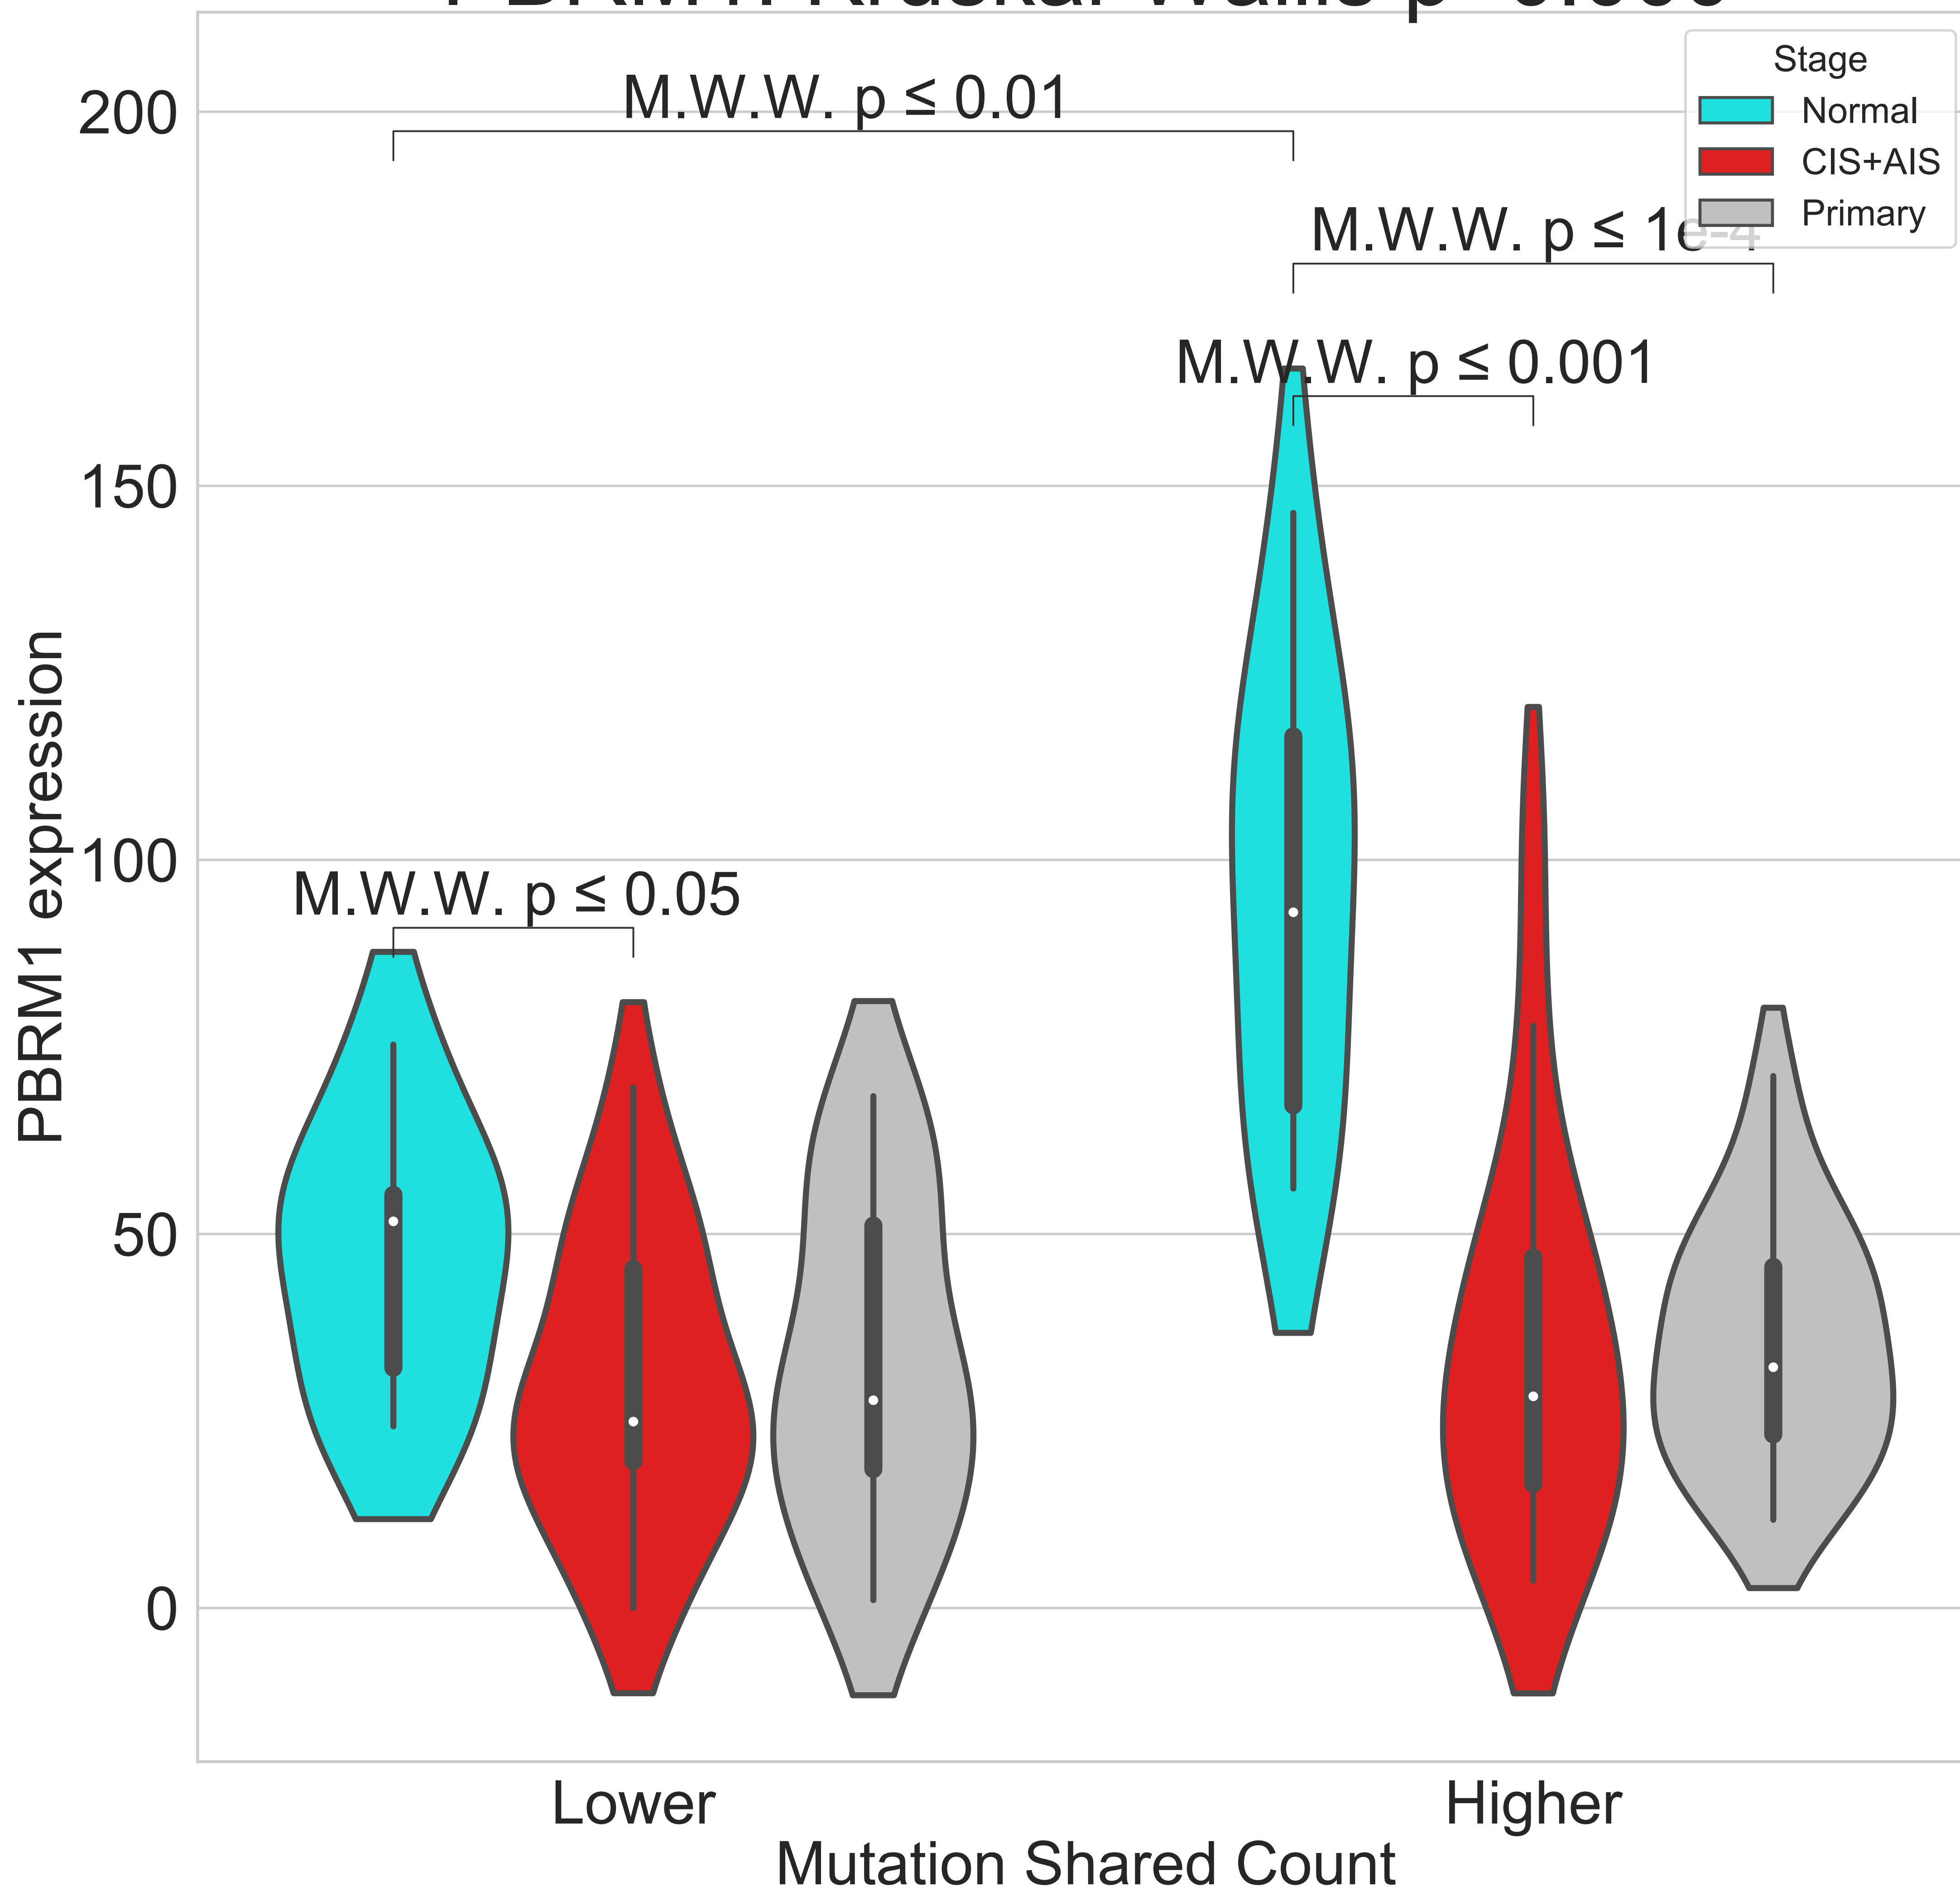 M.W.W. p ≤ 0.01
Stage
Normal
CIS+AIS
Primary
M.W.W. p ≤ 1e-4
M.W.W. p ≤ 0.001
M.W.W. p ≤ 0.05
200
150
100
50
0
PBRM1 expression
Lower
Higher
Mutation Shared Count